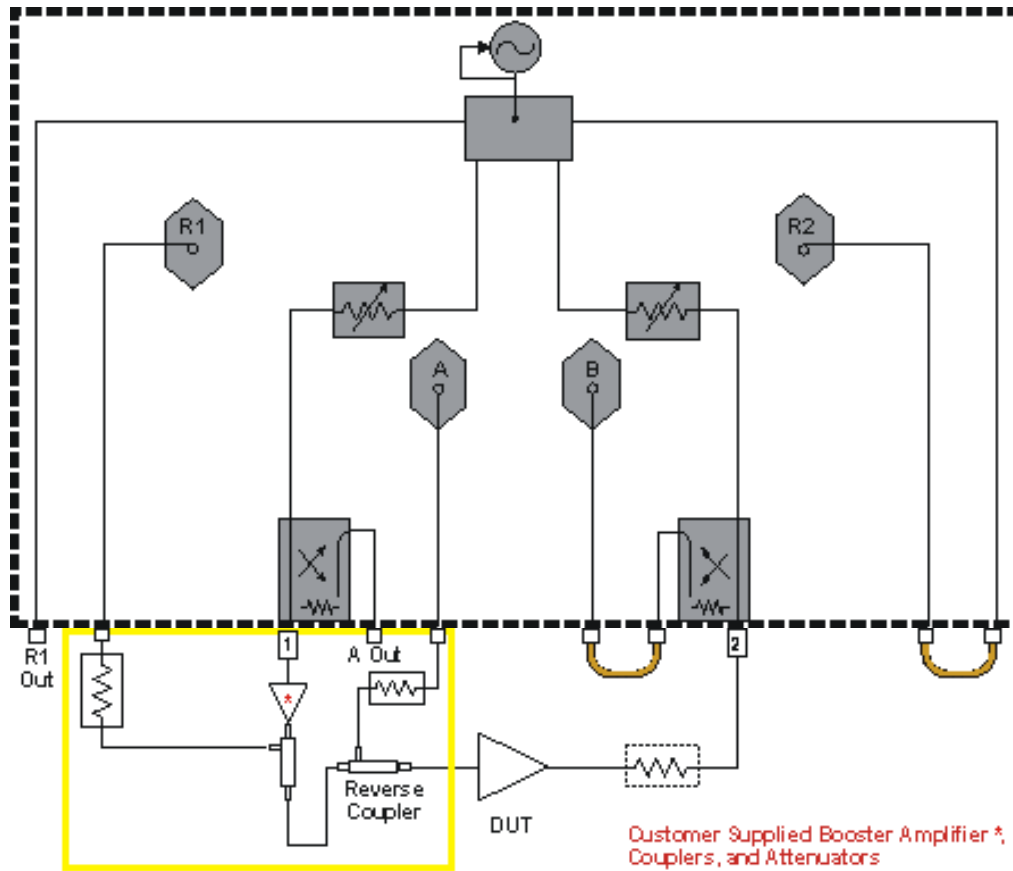 R1
R2
A
B
R1
Out
1
A Out
2
*
Reverse
Coupler
DUT
Customer Supplied Booster Amplifier *,
Couplers, and Attenuators